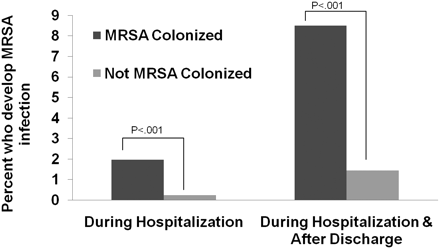 Percent who develop MRSA
infection
9
8
7
6
5
4
3
2
1
0
MRSA Colonized
Not MRSA Colonized
P<.001
P<.001
During Hospitalization
During Hospitalization &
After Discharge